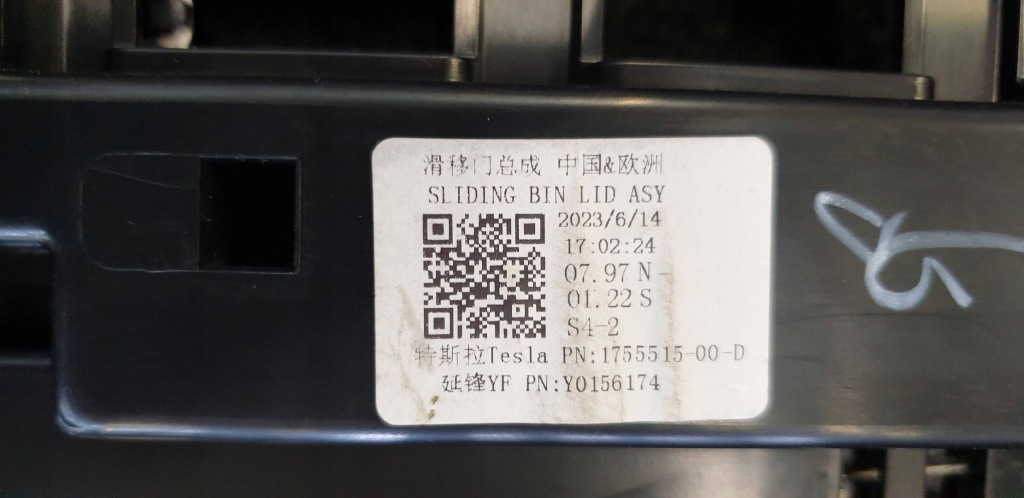 滑移门总成 中国&欧洲
SLIDING BIN LID ASY
2023/6/14
17:02:24
07.97 N
01.22 S
S4-2
特斯拉Tesla PN:1755515-00-D
延锋YF PN:Y0156174